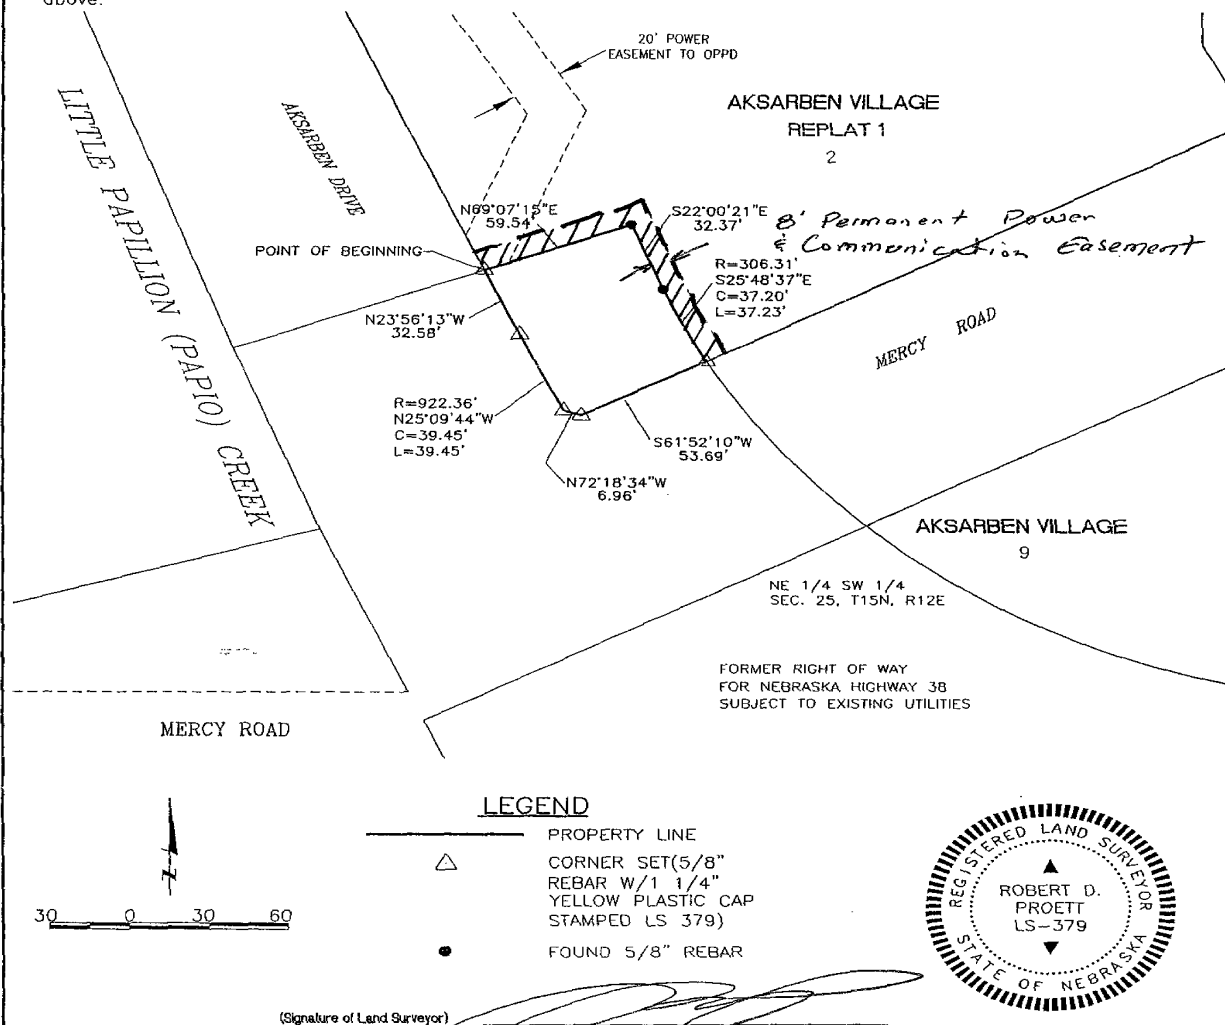 above.
20' POWER
EASEMENT TO OPPD
AKSARBEN VILLAGE
REPLAT 1
2
LITTLE PAPILLION (PAPIO) CREEK
AKSARBEN DRIVE
N69°07'15"E
59.54'
S22°00'21"E
32.37'
8' Permanent Power
& Communication Easement
POINT OF BEGINNING
R=306.31'
S25°48'37"E
C=37.20'
L=37.23'
N23°56'13"W
32.58'
MERCY ROAD
R=922.36'
N25°09'44"W
C=39.45'
L=39.45'
S61°52'10"W
53.69'
N72°18'34"W
6.96'
AKSARBEN VILLAGE
9
NE 1/4 SW 1/4
SEC. 25, T15N, R12E
FORMER RIGHT OF WAY
FOR NEBRASKA HIGHWAY 38
SUBJECT TO EXISTING UTILITIES
MERCY ROAD
LEGEND
PROPERTY LINE
CORNER SET(5/8"
REBAR W/1 1/4"
YELLOW PLASTIC CAP
STAMPED LS 379)
FOUND 5/8" REBAR
N
30 0 30 60
REGISTERED LAND SURVEYOR
ROBERT D.
PROETT
LS-379
STATE OF NEBRASKA
(Signature of Land Surveyor)